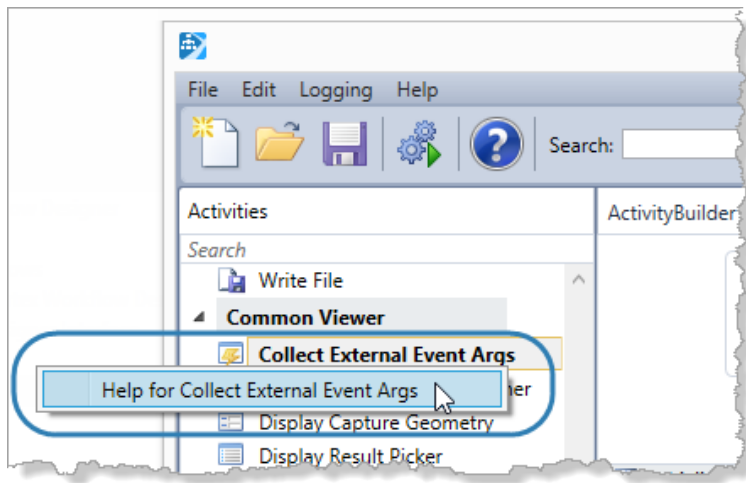 File Edit Logging Help
Search:
Activities
ActivityBuilder
Search
Write File
Common Viewer
Collect External Event Args
Help for Collect External Event Args
Display Capture Geometry
Display Result Picker